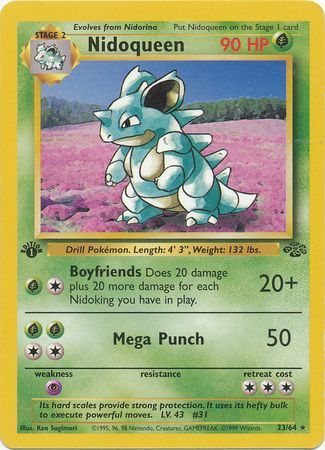 Evolves from Nidorina
Put Nidoqueen on the Stage 1 card
STAGE 2
Nidoqueen
90 HP
Drill Pokémon. Length: 4' 3", Weight: 132 lbs.
EDITION
1
Boyfriends Does 20 damage
plus 20 more damage for each
Nidoking you have in play.
20+
Mega Punch
50
weakness
resistance
retreat cost
Its hard scales provide strong protection. It uses its hefty bulk
to execute powerful moves. LV. 43 #31
Illus. Ken Sugimori
©1995, 96, 98 Nintendo, Creatures, GAMEFREAK. ©1999 Wizards.
23/64 ★